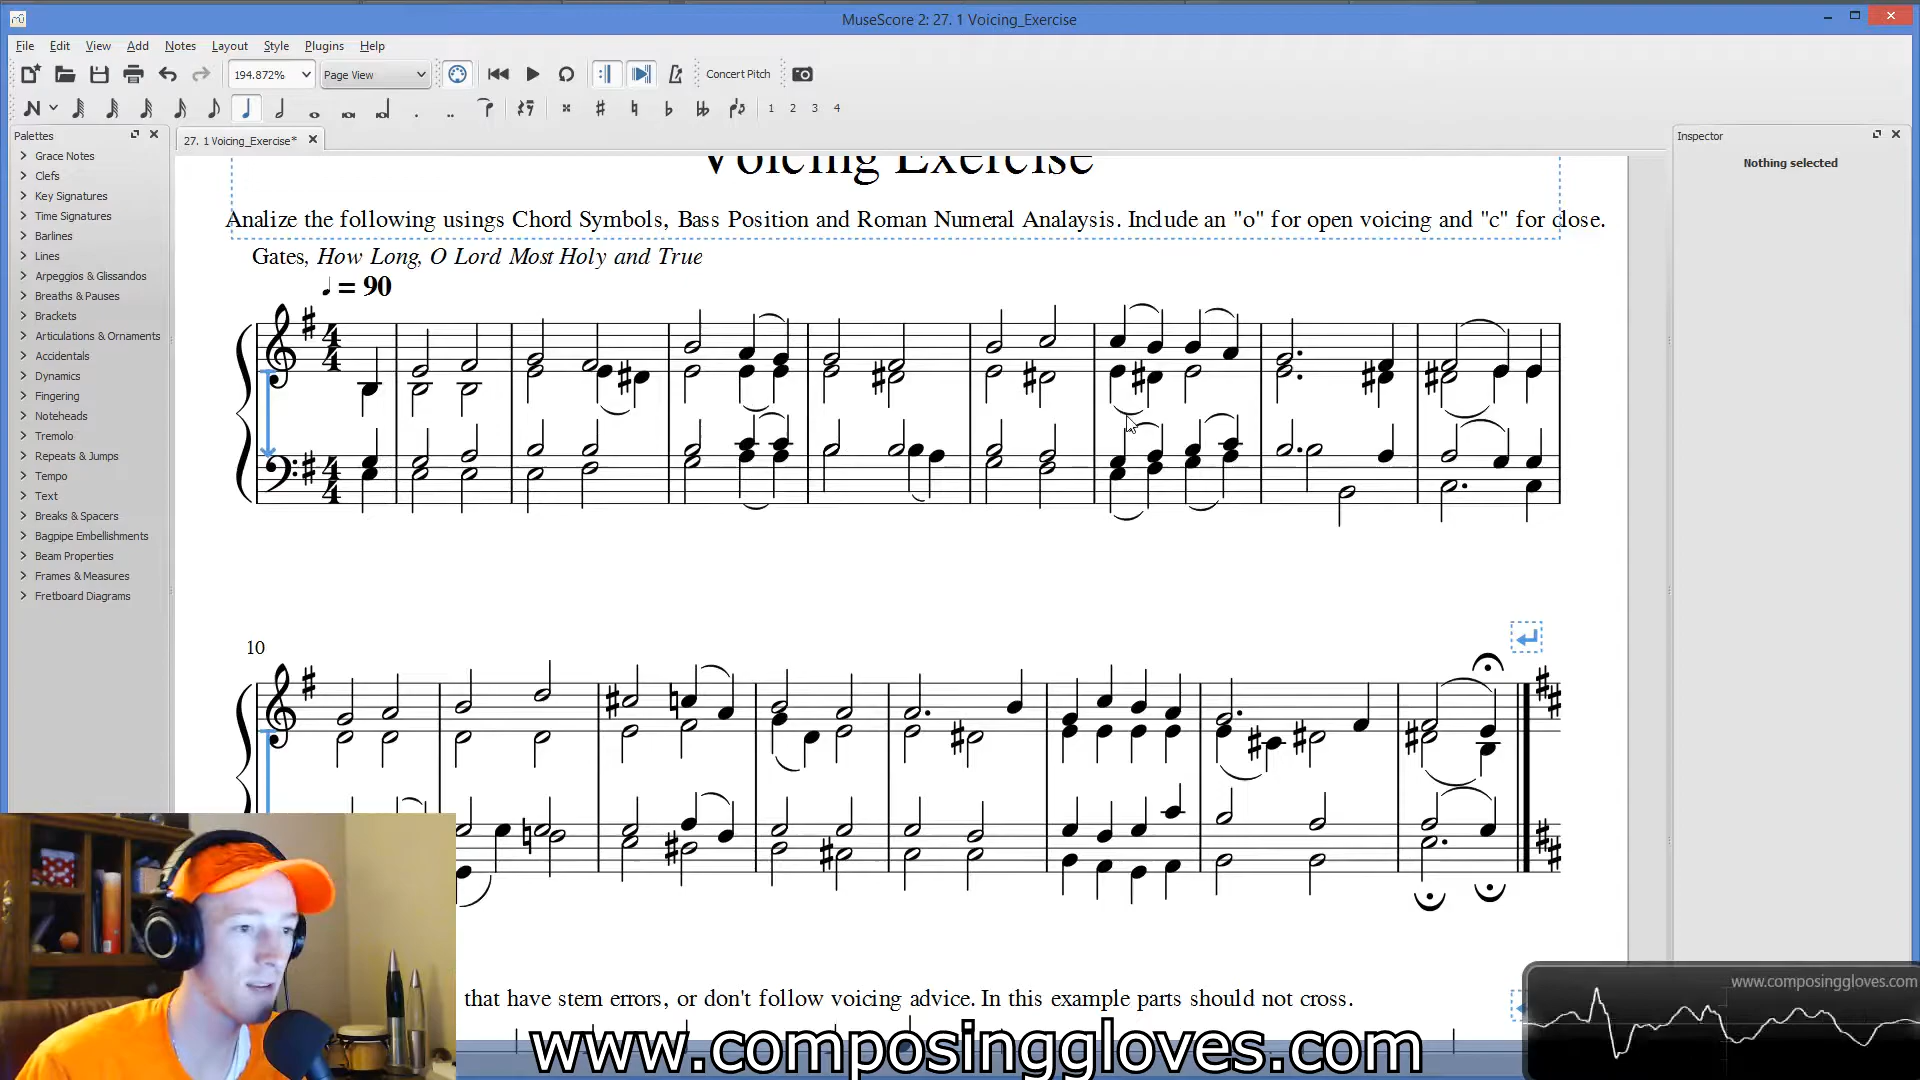 MuseScore 2: 27. 1 Voicing_Exercise
File Edit View Add Notes Layout Style Plugins Help
194.872% Page View Concert Pitch
1 2 3 4
Palettes
27. 1 Voicing_Exercise*
Inspector
Nothing selected
Grace Notes
Clefs
Key Signatures
Time Signatures
Barlines
Lines
Arpeggios & Glissandos
Breaths & Pauses
Brackets
Articulations & Ornaments
Accidentals
Dynamics
Fingering
Noteheads
Tremolo
Repeats & Jumps
Tempo
Text
Breaks & Spacers
Bagpipe Embellishments
Beam Properties
Frames & Measures
Fretboard Diagrams
Voicing Exercise
Analize the following usings Chord Symbols, Bass Position and Roman Numeral Analaysis. Include an "o" for open voicing and "c" for close.
Gates, How Long, O Lord Most Holy and True
♩ = 90
4
4
4
4
10
that have stem errors, or don't follow voicing advice. In this example parts should not cross.
www.composinggloves.com
www.composinggloves.com